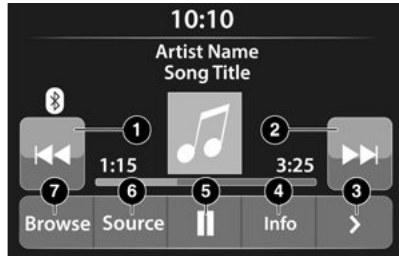 10:10
Artist Name
Song Title
1
2
1:15
3:25
7
6
5
4
3
Browse
Source
Info